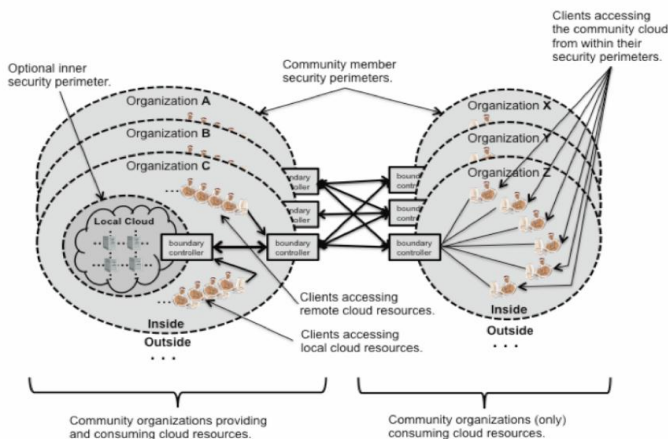 Clients accessing
the community cloud
from within their
security perimeters.
Community member
security perimeters.
Optional inner
security perimeter.
Organization A
Organization B
Organization C
Organization X
Organization Y
Organization Z
Local Cloud
boundary
controller
boundary
controller
boundary
controller
Clients accessing
remote cloud resources.
Clients accessing
local cloud resources.
Inside
Outside
. . .
Inside
Outside
. . .
Community organizations providing
and consuming cloud resources.
Community organizations (only)
consuming cloud resources.